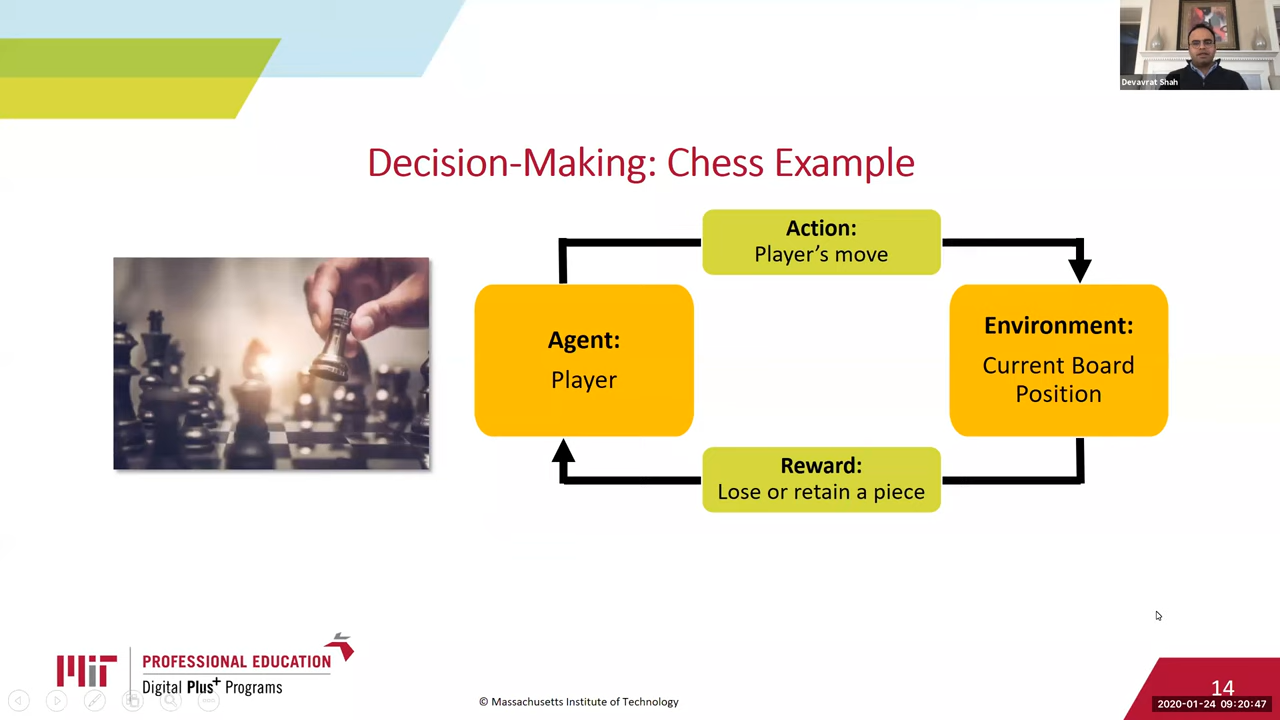 Devavrat Shah
Decision-Making: Chess Example
Action:
Player's move
Agent:
Player
Environment:
Current Board
Position
Reward:
Lose or retain a piece
MIT
PROFESSIONAL EDUCATION
Digital Plus+ Programs
© Massachusetts Institute of Technology
14
2020-01-24 09:20:47